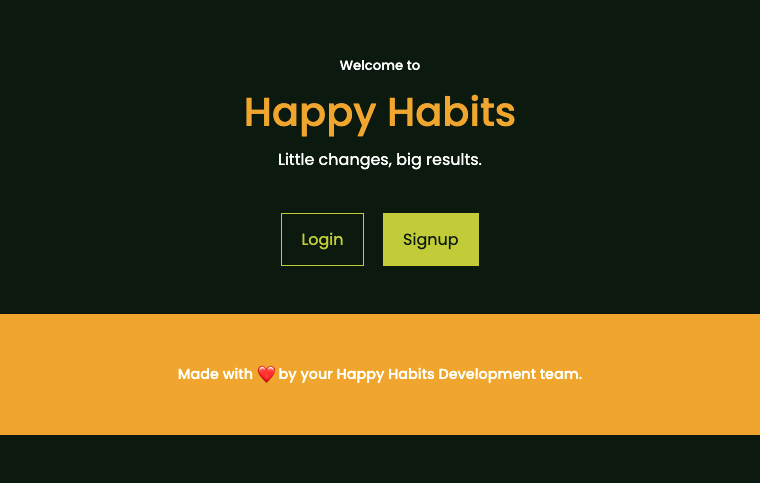 Welcome to
Happy Habits
Little changes, big results.
Login
Signup
Made with ❤️ by your Happy Habits Development team.